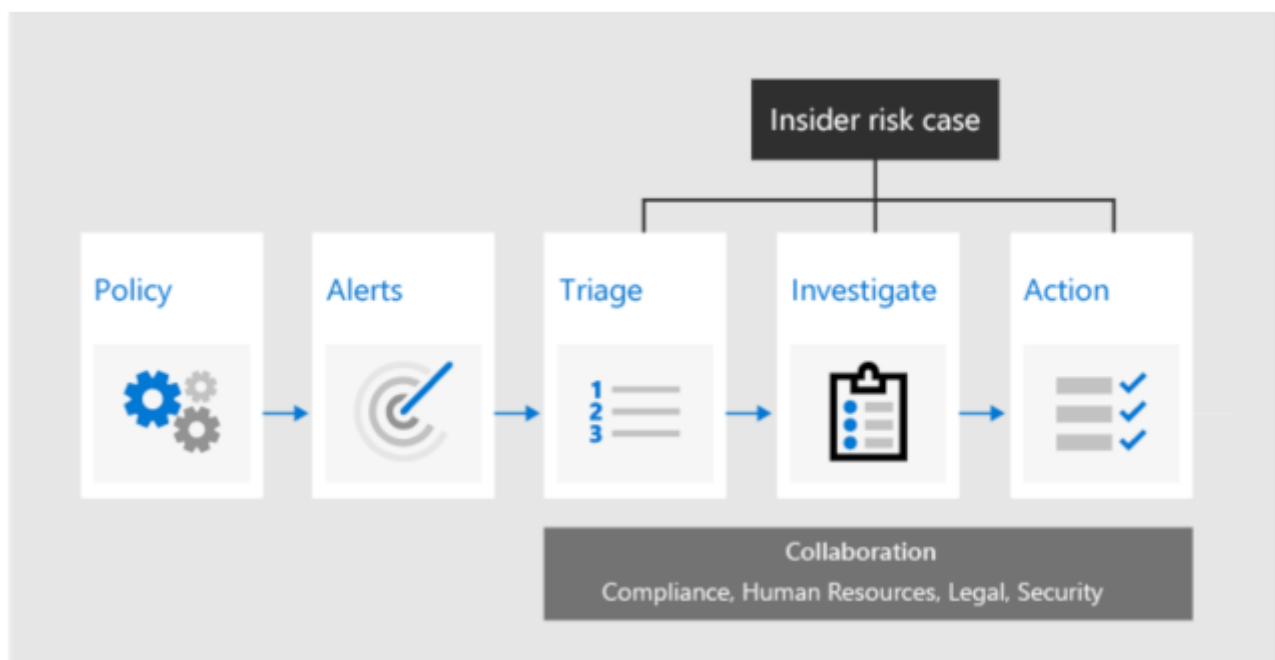 Insider risk case
Policy
Alerts
Triage
Investigate
Action
1
2
3
Collaboration
Compliance, Human Resources, Legal, Security